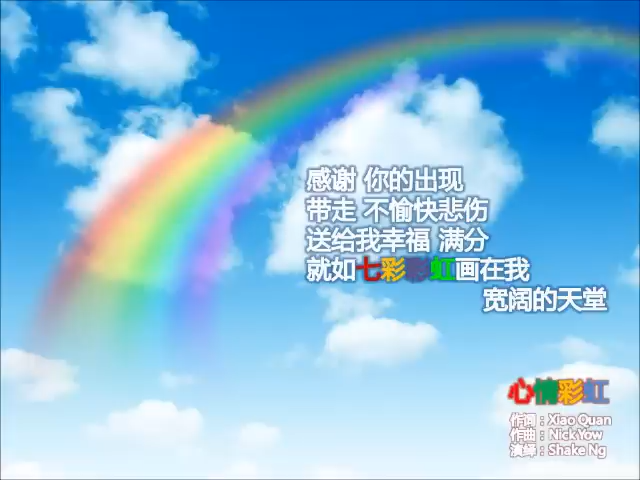 感谢 你的出现
带走 不愉快悲伤
送给我幸福 满分
就如七彩彩虹画在我
宽阔的天堂
心情彩虹
作词：Xiao Quan
作曲：Nick Yow
演绎：Shake Ng